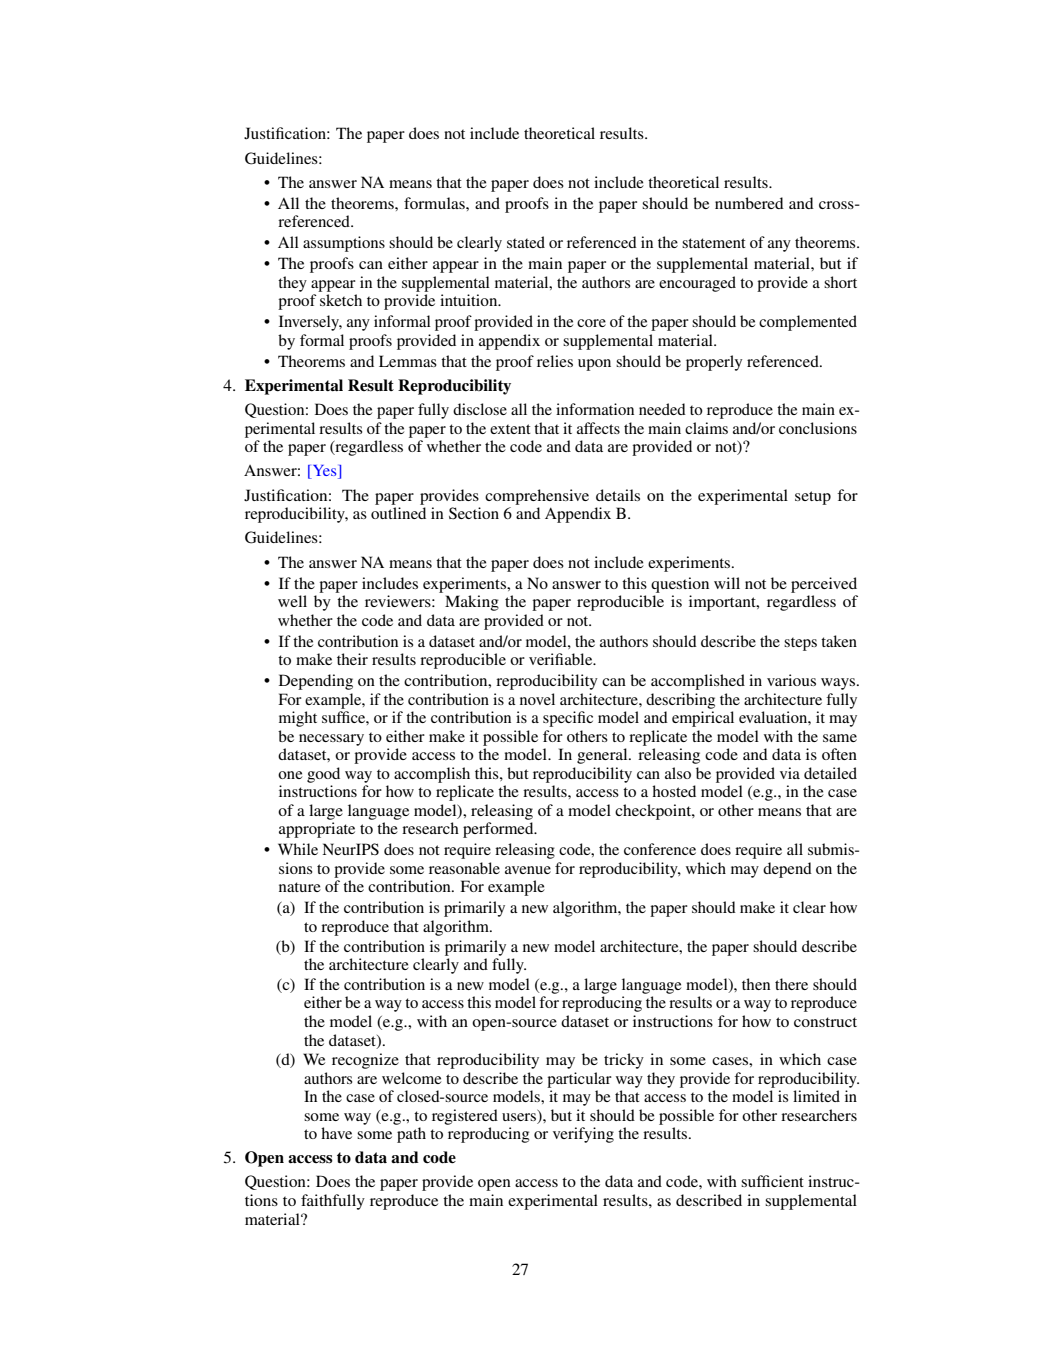 Justification: The paper does not include theoretical results.
Guidelines:
• The answer NA means that the paper does not include theoretical results.
• All the theorems, formulas, and proofs in the paper should be numbered and cross-
referenced.
• All assumptions should be clearly stated or referenced in the statement of any theorems.
• The proofs can either appear in the main paper or the supplemental material, but if
they appear in the supplemental material, the authors are encouraged to provide a short
proof sketch to provide intuition.
• Inversely, any informal proof provided in the core of the paper should be complemented
by formal proofs provided in appendix or supplemental material.
• Theorems and Lemmas that the proof relies upon should be properly referenced.
4. Experimental Result Reproducibility
Question: Does the paper fully disclose all the information needed to reproduce the main ex-
perimental results of the paper to the extent that it affects the main claims and/or conclusions
of the paper (regardless of whether the code and data are provided or not)?
Answer: [Yes]
Justification: The paper provides comprehensive details on the experimental setup for
reproducibility, as outlined in Section 6 and Appendix B.
Guidelines:
• The answer NA means that the paper does not include experiments.
• If the paper includes experiments, a No answer to this question will not be perceived
well by the reviewers: Making the paper reproducible is important, regardless of
whether the code and data are provided or not.
• If the contribution is a dataset and/or model, the authors should describe the steps taken
to make their results reproducible or verifiable.
• Depending on the contribution, reproducibility can be accomplished in various ways.
For example, if the contribution is a novel architecture, describing the architecture fully
might suffice, or if the contribution is a specific model and empirical evaluation, it may
be necessary to either make it possible for others to replicate the model with the same
dataset, or provide access to the model. In general. releasing code and data is often
one good way to accomplish this, but reproducibility can also be provided via detailed
instructions for how to replicate the results, access to a hosted model (e.g., in the case
of a large language model), releasing of a model checkpoint, or other means that are
appropriate to the research performed.
• While NeurIPS does not require releasing code, the conference does require all submis-
sions to provide some reasonable avenue for reproducibility, which may depend on the
nature of the contribution. For example
(a) If the contribution is primarily a new algorithm, the paper should make it clear how
to reproduce that algorithm.
(b) If the contribution is primarily a new model architecture, the paper should describe
the architecture clearly and fully.
(c) If the contribution is a new model (e.g., a large language model), then there should
either be a way to access this model for reproducing the results or a way to reproduce
the model (e.g., with an open-source dataset or instructions for how to construct
the dataset).
(d) We recognize that reproducibility may be tricky in some cases, in which case
authors are welcome to describe the particular way they provide for reproducibility.
In the case of closed-source models, it may be that access to the model is limited in
some way (e.g., to registered users), but it should be possible for other researchers
to have some path to reproducing or verifying the results.
5. Open access to data and code
Question: Does the paper provide open access to the data and code, with sufficient instruc-
tions to faithfully reproduce the main experimental results, as described in supplemental
material?
27